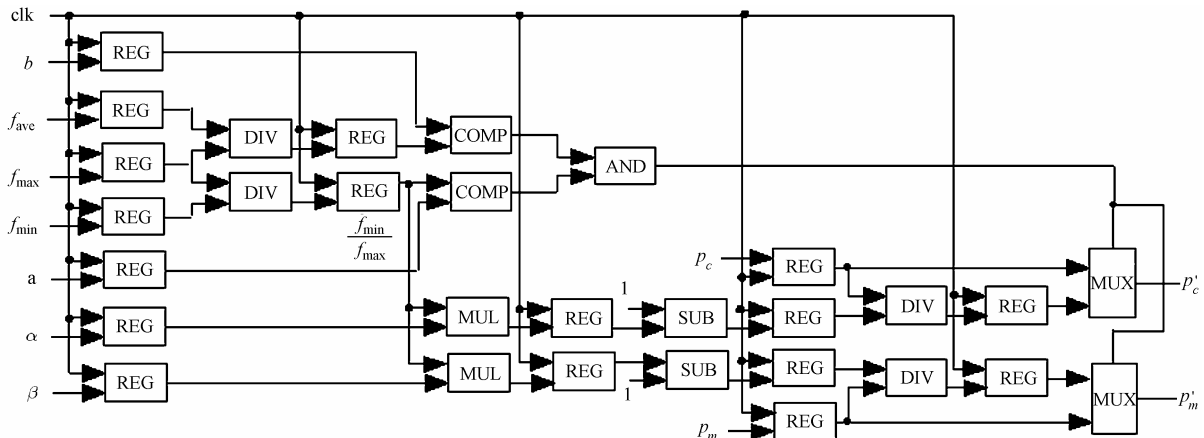 clk
REG
b
REG
f_ave
DIV
REG
COMP
REG
AND
f_max
DIV
REG
COMP
REG
f_min
f_min
f_max
REG
a
p_c
REG
MUX
p'_c
1
REG
α
MUL
REG
SUB
REG
DIV
REG
REG
β
MUL
REG
SUB
REG
DIV
REG
1
MUX
p'_m
p_m
REG